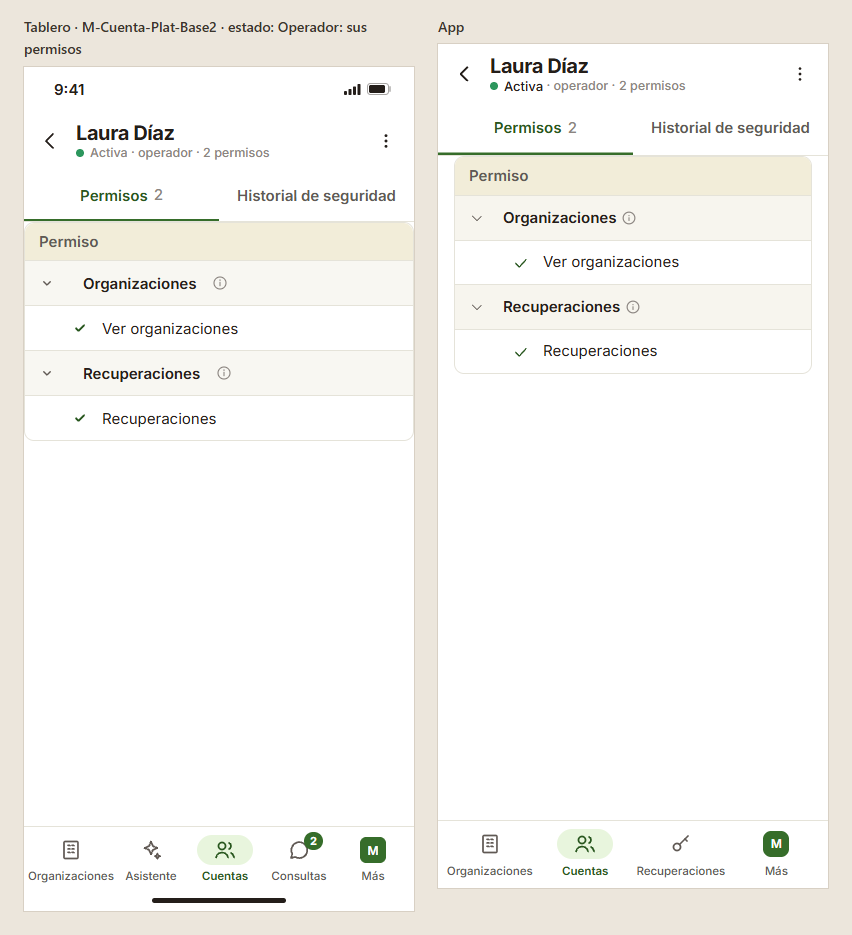 Tablero · M-Cuenta-Plat-Base2 · estado: Operador: sus
permisos
9:41
Laura Díaz
Activa · operador · 2 permisos
Permisos 2
Historial de seguridad
Permiso
Organizaciones
Ver organizaciones
Recuperaciones
Recuperaciones
Organizaciones
Asistente
Cuentas
2
Consultas
M
Más
App
Laura Díaz
Activa · operador · 2 permisos
Permisos 2
Historial de seguridad
Permiso
Organizaciones
Ver organizaciones
Recuperaciones
Recuperaciones
Organizaciones
Cuentas
Recuperaciones
M
Más